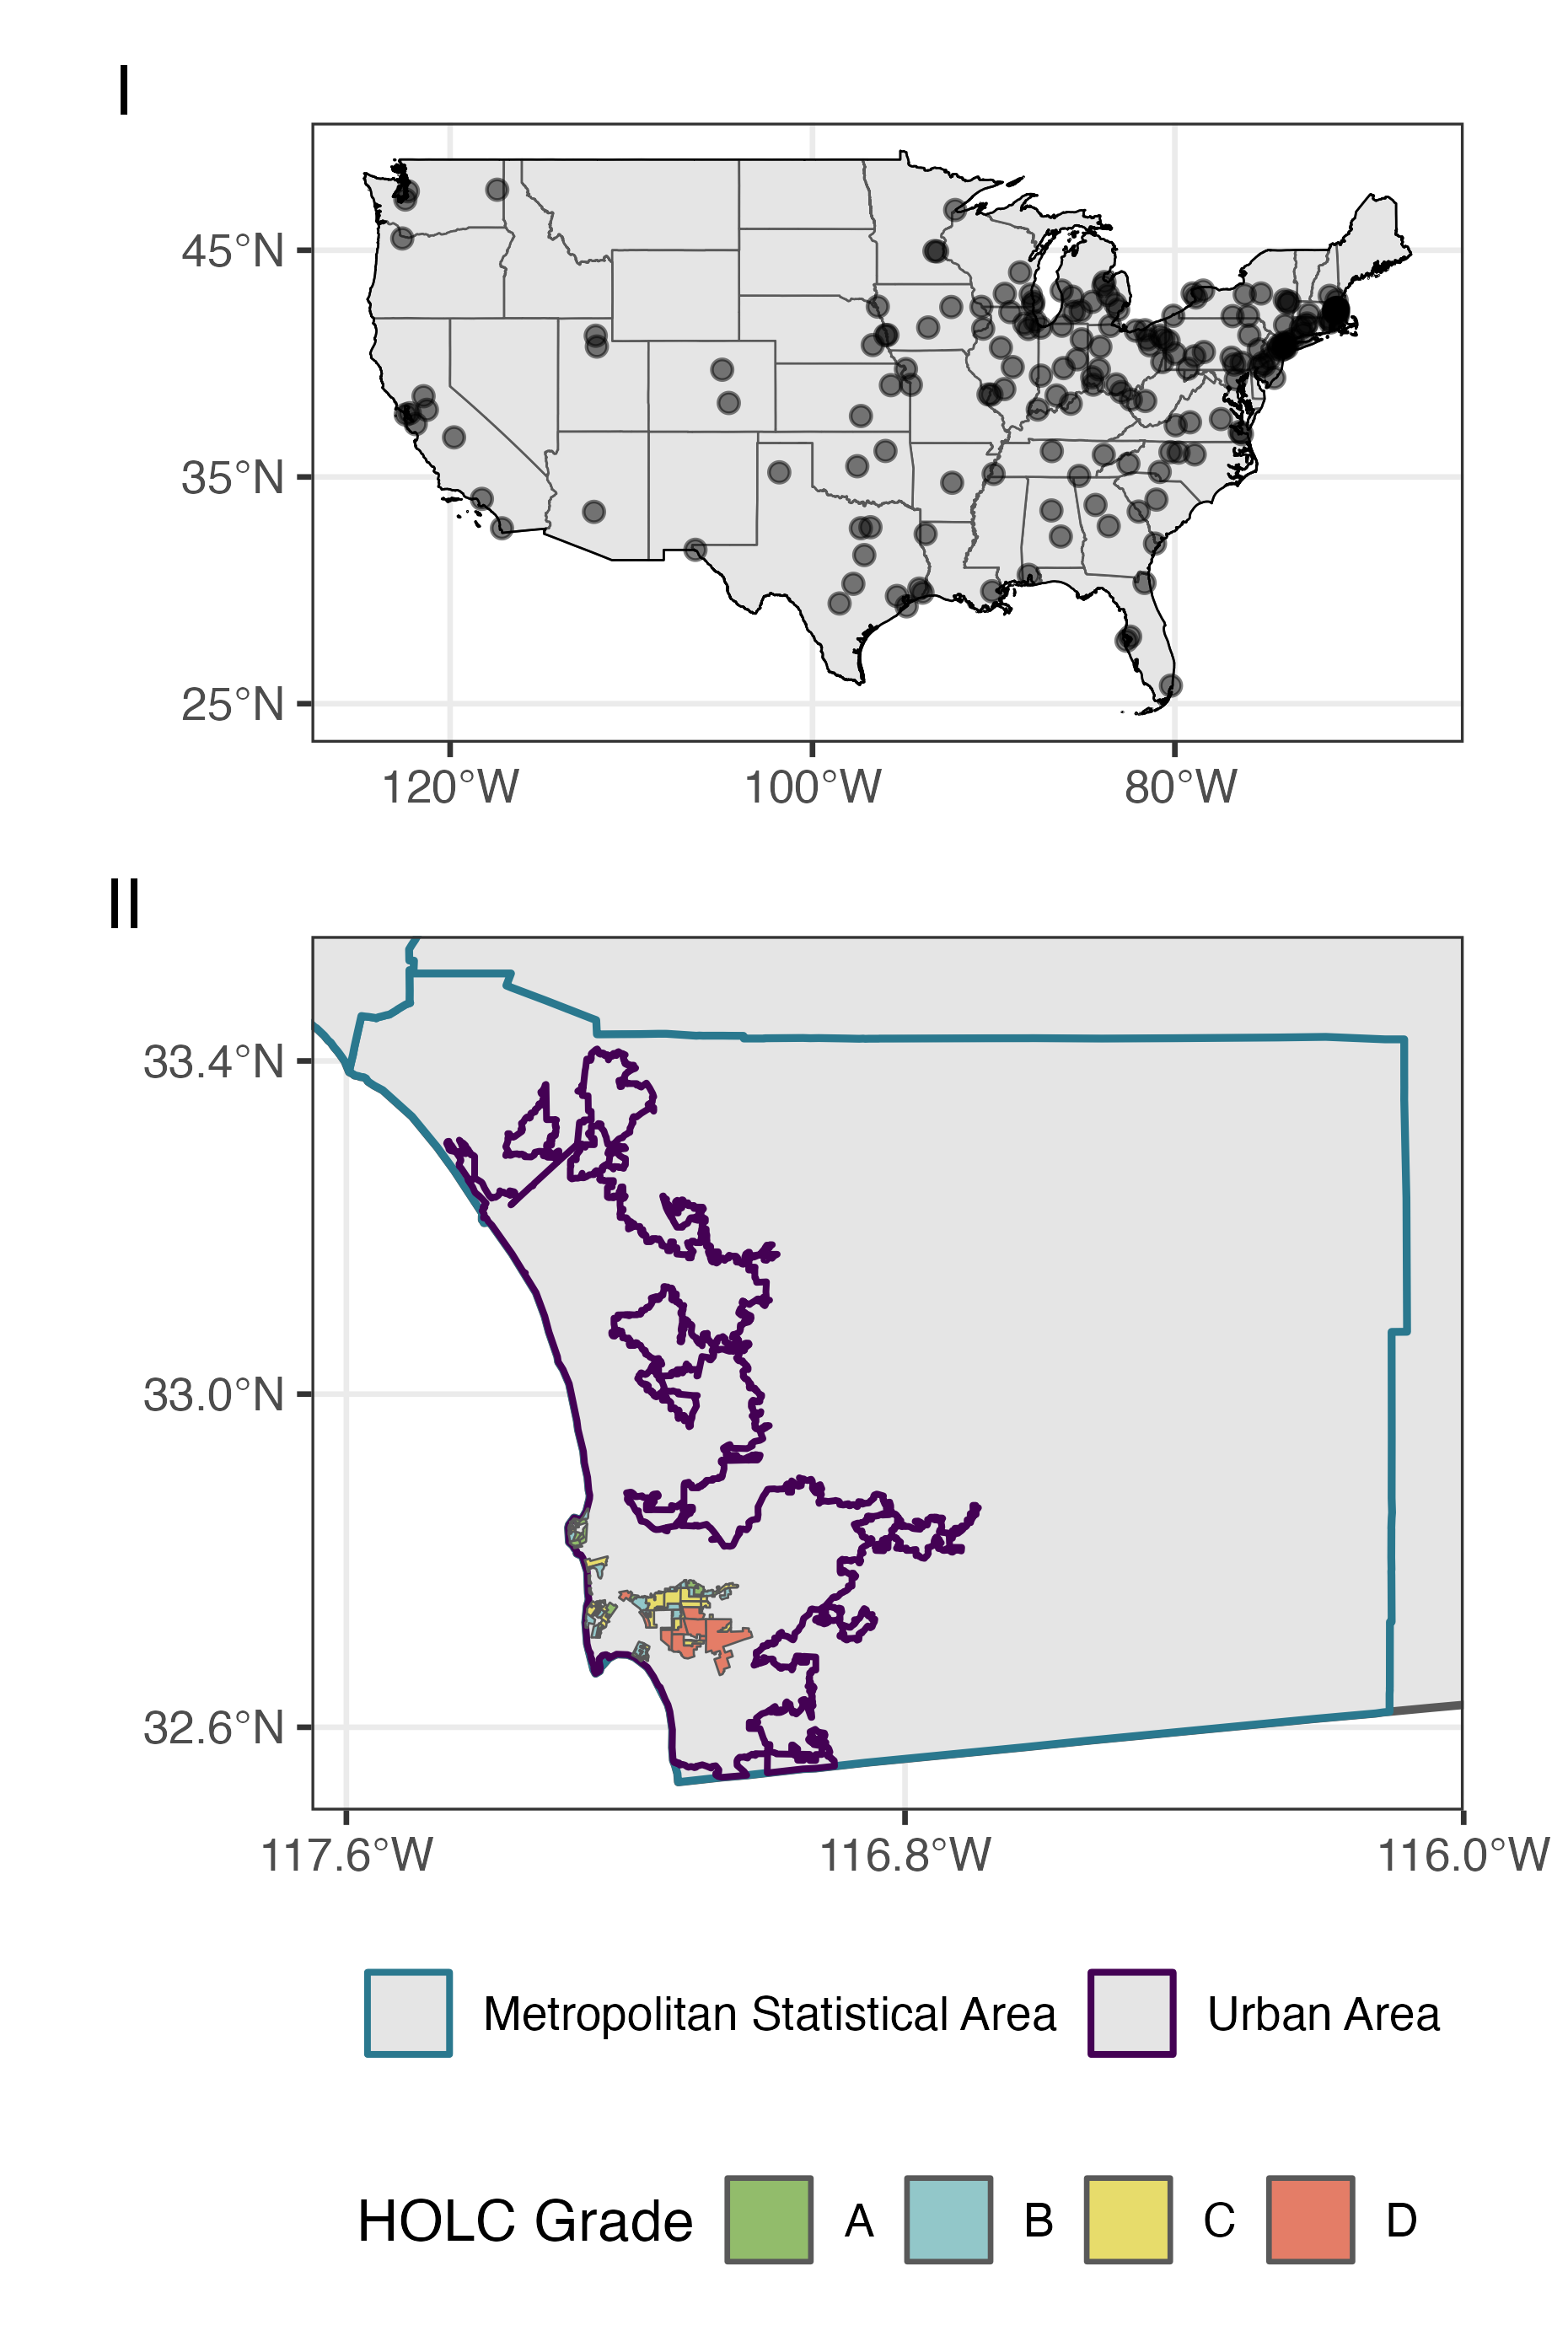 I
45°N
35°N
25°N
120°W 100°W 80°W
II
33.4°N
33.0°N
32.6°N
117.6°W 116.8°W 116.0°W
Metropolitan Statistical Area Urban Area
HOLC Grade A B C D